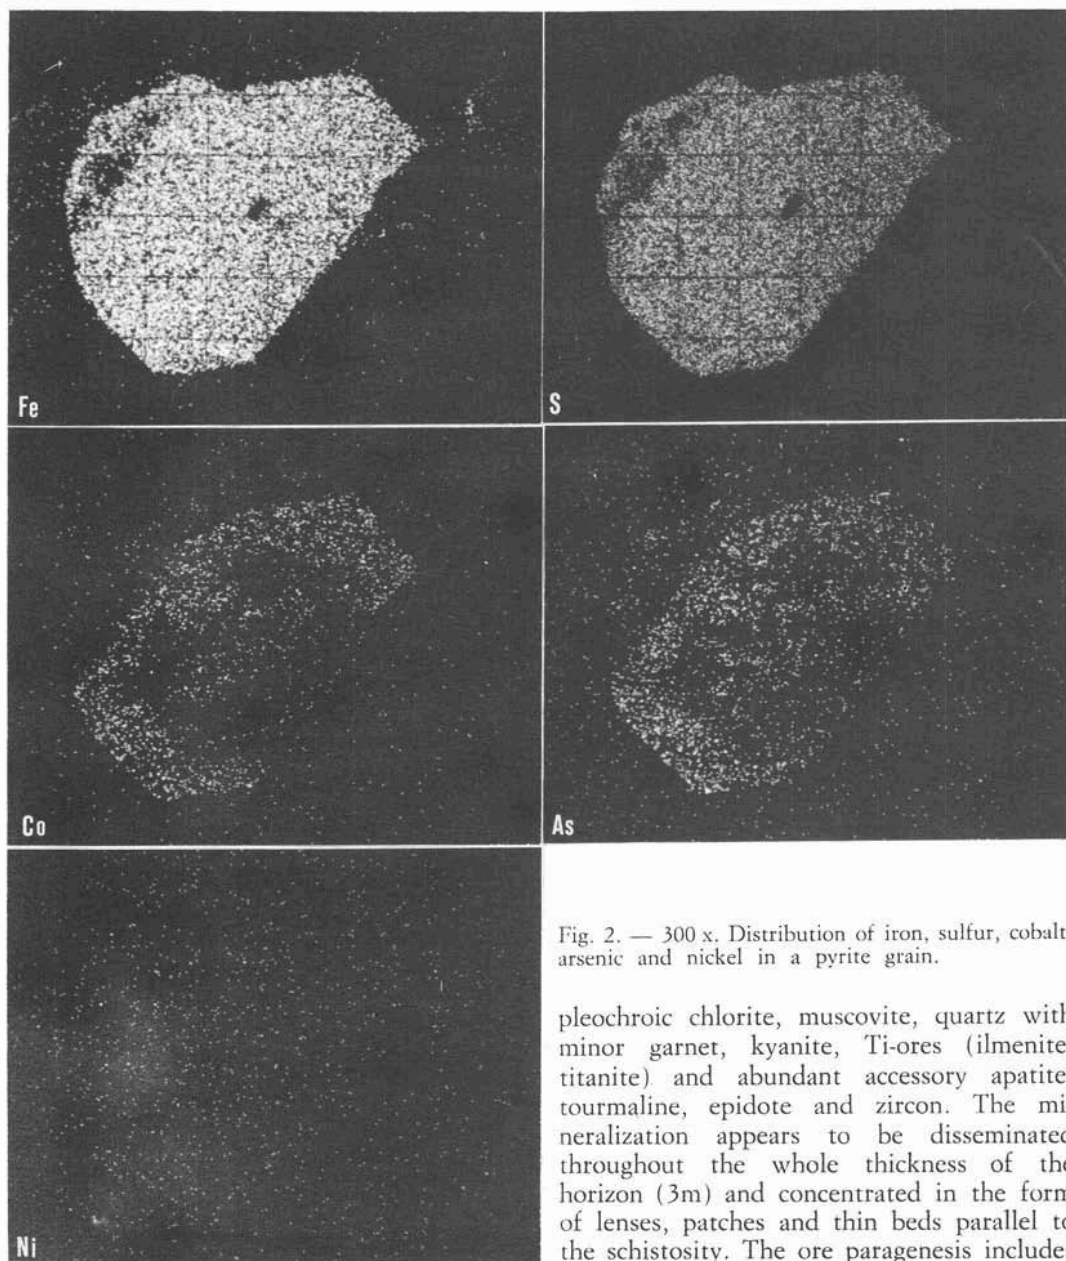 Fe
S
Co
As
Ni
Fig. 2. — 300 x. Distribution of iron, sulfur, cobalt
arsenic and nickel in a pyrite grain.
pleochroic chlorite, muscovite, quartz with
minor garnet, kyanite, Ti-ores (ilmenite
titanite) and abundant accessory apatite
tourmaline, epidote and zircon. The mi
neralization appears to be disseminated
throughout the whole thickness of the
horizon (3m) and concentrated in the form
of lenses, patches and thin beds parallel to
the schistosity. The ore paragenesis include